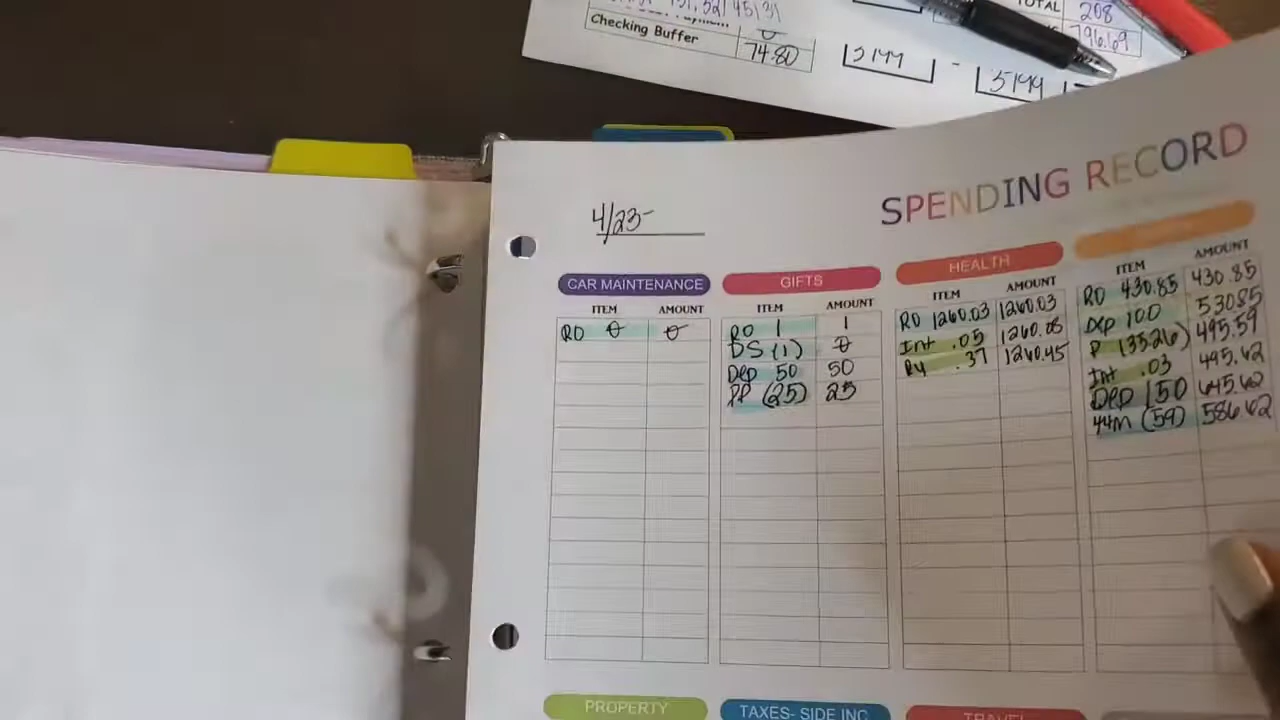 TOTAL 208
796.69
Checking Buffer 74.80
5199
SPENDING RECORD
4/23-
CAR MAINTENANCE
ITEM AMOUNT
RO 0 0
GIFTS
ITEM AMOUNT
RO 1 1
DS (1) 0
Dep 50 50
PP (25) 25
HEALTH
ITEM AMOUNT
RO 1260.03 1260.03
Int .05 1260.08
RU .37 1260.45
ITEM AMOUNT
RO 430.85 430.85
Dep 100 530.85
P (35.26) 495.59
Int .03 495.62
Dep 150 645.62
44M (59) 586.62
PROPERTY
TAXES- SIDE INC
TRAVEL